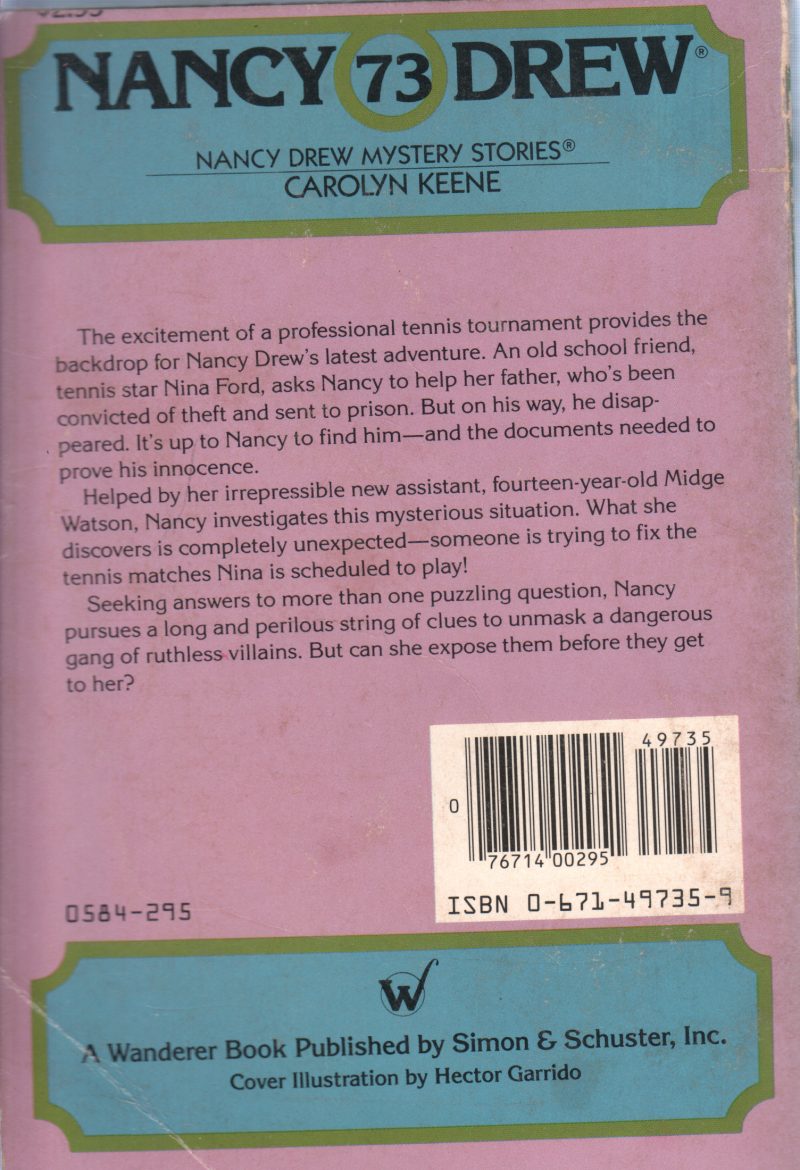 $2.95
NANCY 73 DREW®
NANCY DREW MYSTERY STORIES®
CAROLYN KEENE
The excitement of a professional tennis tournament provides the
backdrop for Nancy Drew's latest adventure. An old school friend,
tennis star Nina Ford, asks Nancy to help her father, who's been
convicted of theft and sent to prison. But on his way, he disap-
peared. It's up to Nancy to find him—and the documents needed to
prove his innocence.
Helped by her irrepressible new assistant, fourteen-year-old Midge
Watson, Nancy investigates this mysterious situation. What she
discovers is completely unexpected—someone is trying to fix the
tennis matches Nina is scheduled to play!
Seeking answers to more than one puzzling question, Nancy
pursues a long and perilous string of clues to unmask a dangerous
gang of ruthless villains. But can she expose them before they get
to her?
49735
0
76714 00295
ISBN 0-671-49735-9
0584-295
W
A Wanderer Book Published by Simon & Schuster, Inc.
Cover Illustration by Hector Garrido